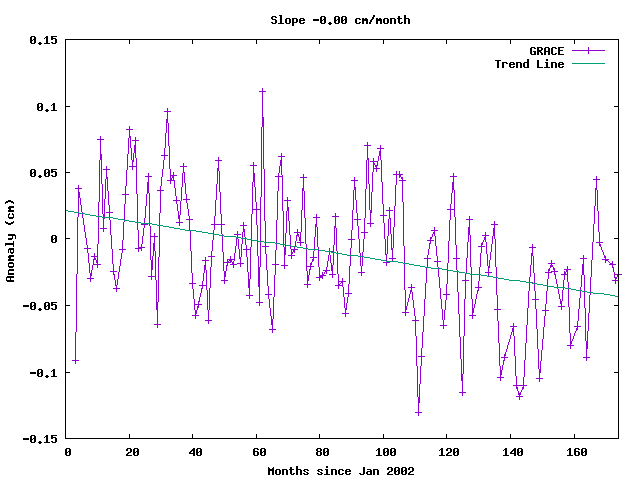 Slope -0.00 cm/month
GRACE
Trend Line
0.15
0.1
0.05
0
-0.05
-0.1
-0.15
Anomaly (cm)
0 20 40 60 80 100 120 140 160
Months since Jan 2002